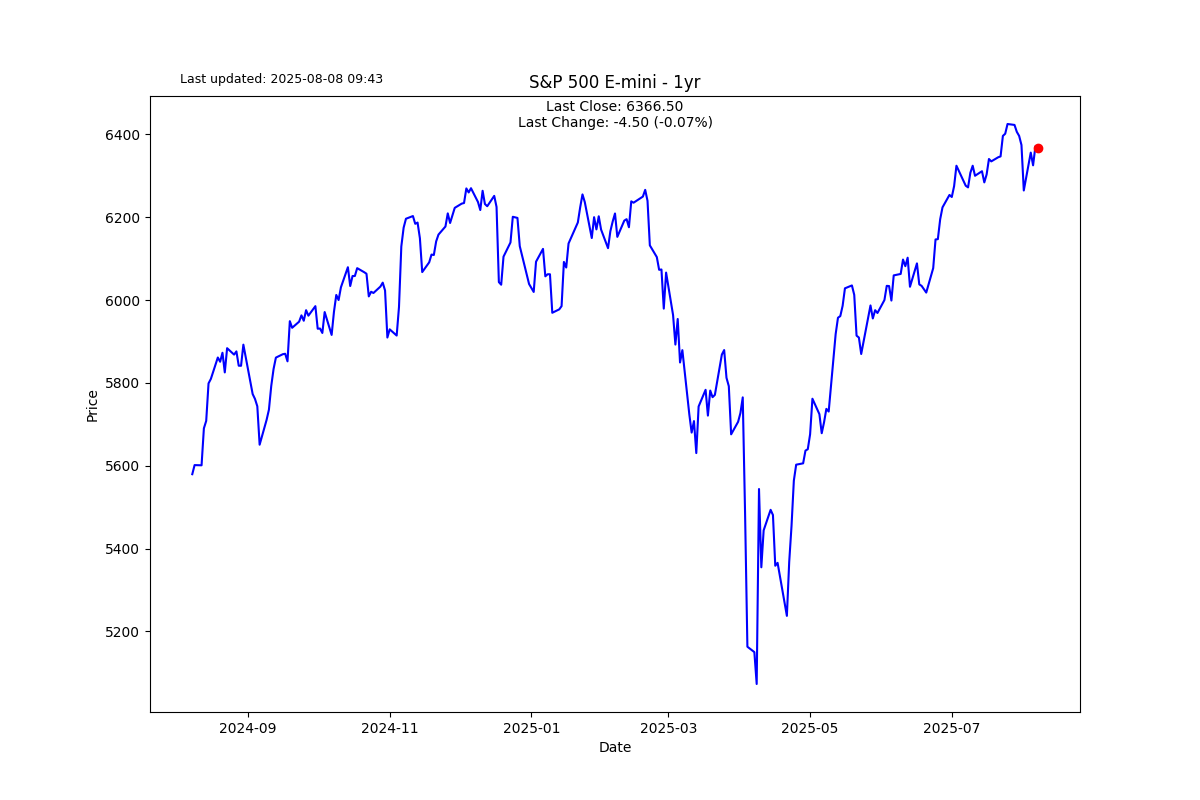 Last updated: 2025-08-08 09:43
S&P 500 E-mini - 1yr
Last Close: 6366.50
Last Change: -4.50 (-0.07%)
6400
6200
6000
5800
5600
5400
5200
Price
2024-09 2024-11 2025-01 2025-03 2025-05 2025-07
Date